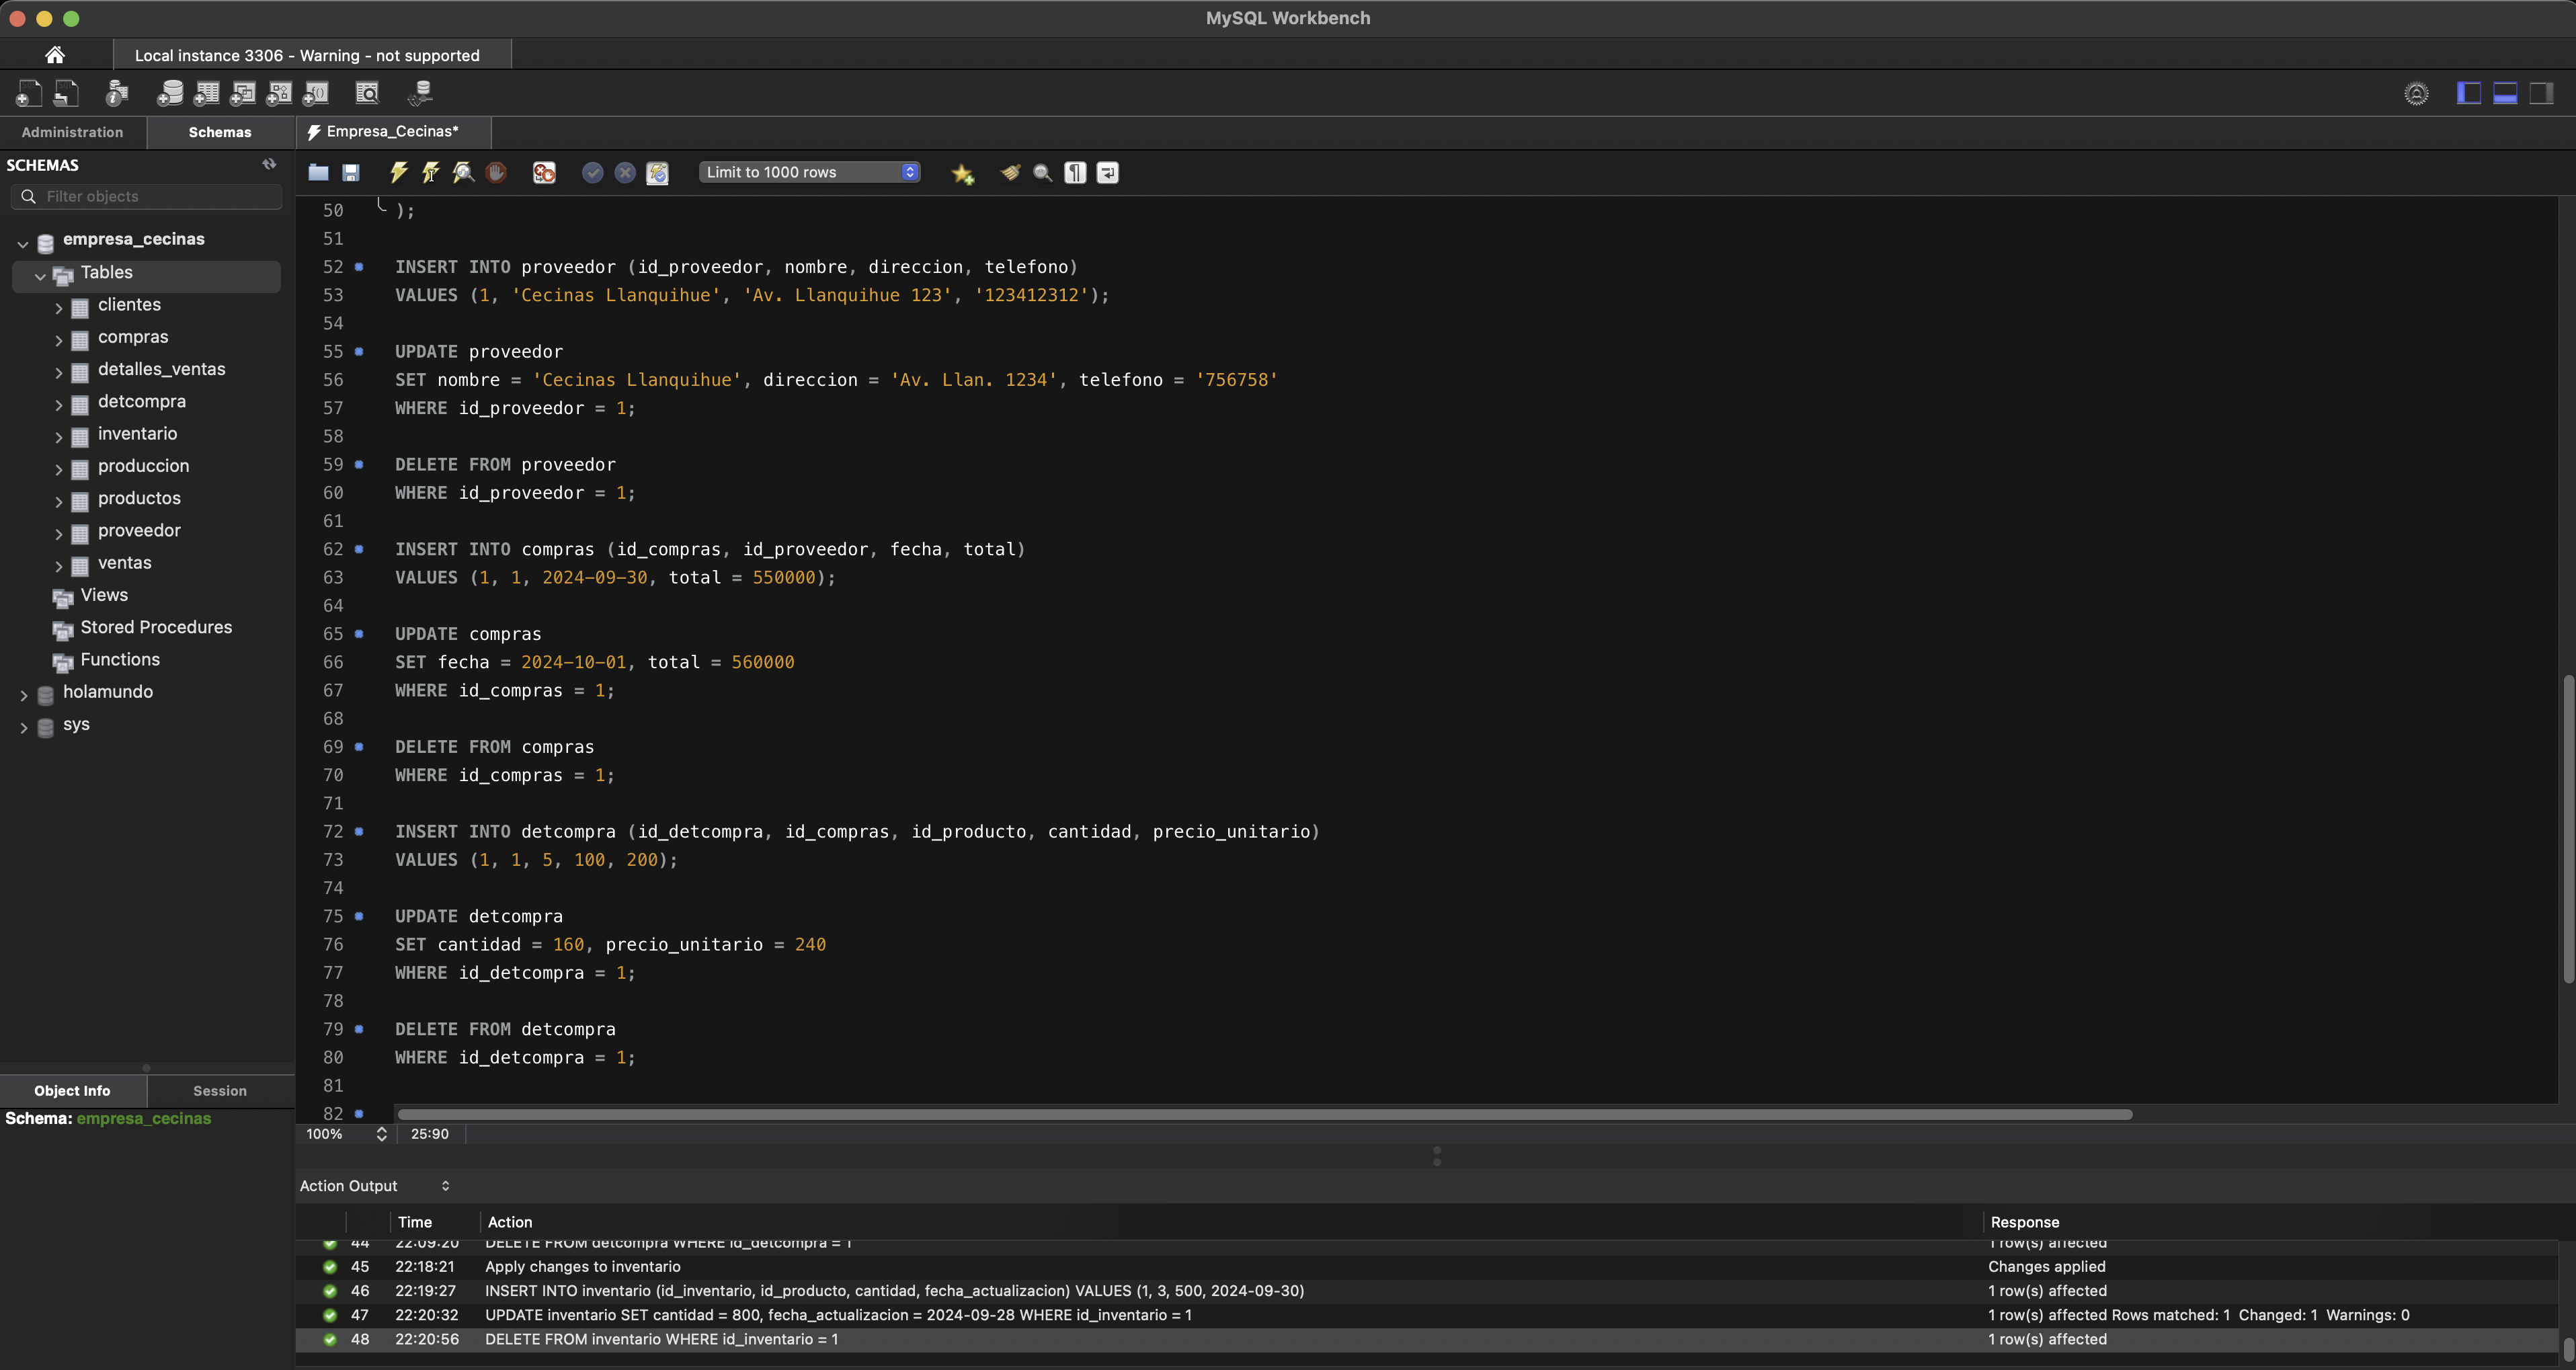 MySQL Workbench
Local instance 3306 - Warning - not supported
Administration
Schemas
Empresa_Cecinas*
SCHEMAS
Filter objects
empresa_cecinas
Tables
clientes
compras
detalles_ventas
detcompra
inventario
produccion
productos
proveedor
ventas
Views
Stored Procedures
Functions
holamundo
sys
Object Info
Session
Schema: empresa_cecinas
Limit to 1000 rows
50 );
51
52 INSERT INTO proveedor (id_proveedor, nombre, direccion, telefono)
53 VALUES (1, 'Cecinas Llanquihue', 'Av. Llanquihue 123', '123412312');
54
55 UPDATE proveedor
56 SET nombre = 'Cecinas Llanquihue', direccion = 'Av. Llan. 1234', telefono = '756758'
57 WHERE id_proveedor = 1;
58
59 DELETE FROM proveedor
60 WHERE id_proveedor = 1;
61
62 INSERT INTO compras (id_compras, id_proveedor, fecha, total)
63 VALUES (1, 1, 2024-09-30, total = 550000);
64
65 UPDATE compras
66 SET fecha = 2024-10-01, total = 560000
67 WHERE id_compras = 1;
68
69 DELETE FROM compras
70 WHERE id_compras = 1;
71
72 INSERT INTO detcompra (id_detcompra, id_compras, id_producto, cantidad, precio_unitario)
73 VALUES (1, 1, 5, 100, 200);
74
75 UPDATE detcompra
76 SET cantidad = 160, precio_unitario = 240
77 WHERE id_detcompra = 1;
78
79 DELETE FROM detcompra
80 WHERE id_detcompra = 1;
81
82
100% 25:90
Action Output
Time Action Response
44 22:09:20 DELETE FROM detcompra WHERE id_detcompra = 1 1 row(s) affected
45 22:18:21 Apply changes to inventario Changes applied
46 22:19:27 INSERT INTO inventario (id_inventario, id_producto, cantidad, fecha_actualizacion) VALUES (1, 3, 500, 2024-09-30) 1 row(s) affected
47 22:20:32 UPDATE inventario SET cantidad = 800, fecha_actualizacion = 2024-09-28 WHERE id_inventario = 1 1 row(s) affected Rows matched: 1 Changed: 1 Warnings: 0
48 22:20:56 DELETE FROM inventario WHERE id_inventario = 1 1 row(s) affected